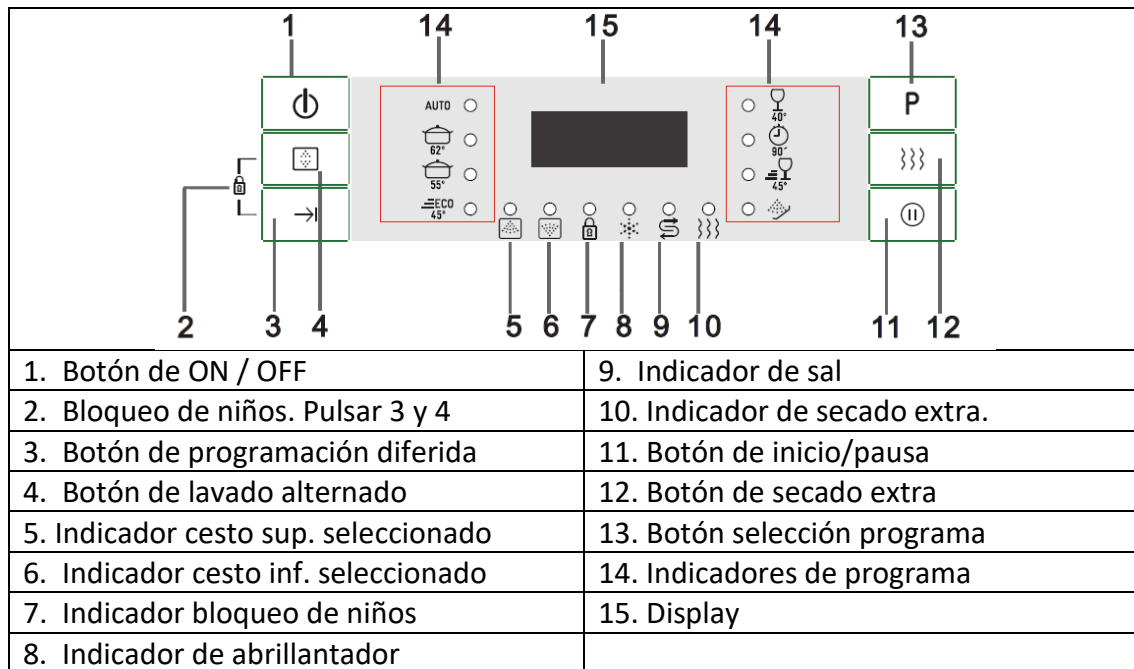 1 14 15 14 13
AUTO 40° P
62° 90´
55° 45°
ECO
45°
2 3 4 5 6 7 8 9 10 11 12
1. Botón de ON / OFF
9. Indicador de sal
2. Bloqueo de niños. Pulsar 3 y 4
10. Indicador de secado extra.
3. Botón de programación diferida
11. Botón de inicio/pausa
4. Botón de lavado alternado
12. Botón de secado extra
5. Indicador cesto sup. seleccionado
13. Botón selección programa
6. Indicador cesto inf. seleccionado
14. Indicadores de programa
7. Indicador bloqueo de niños
15. Display
8. Indicador de abrillantador